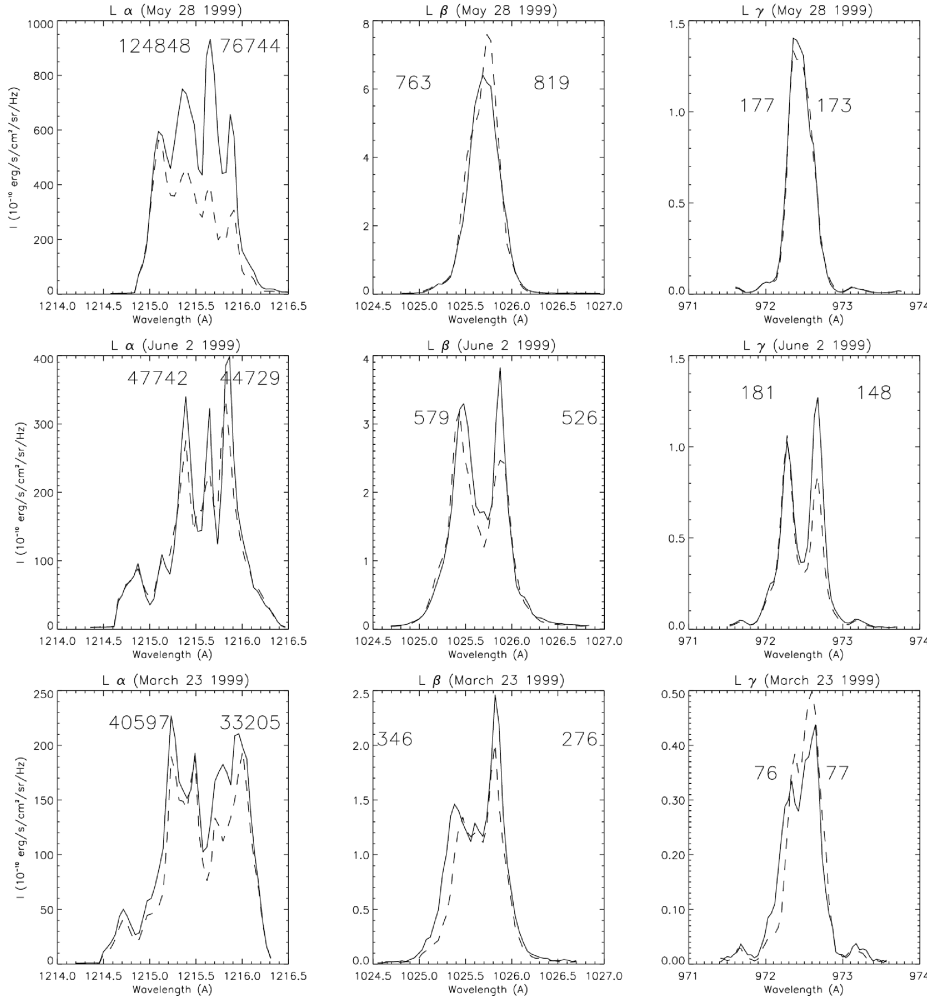 L α (May 28 1999)
L β (May 28 1999)
L γ (May 28 1999)
124848 76744
763 819
177 173
1000
800
600
400
200
0
8
6
4
2
0
1.5
1.0
0.5
0.0
I (10⁻¹⁰ erg/s/cm²/sr/Hz)
1214.0 1214.5 1215.0 1215.5 1216.0 1216.5
1024.5 1025.0 1025.5 1026.0 1026.5 1027.0
971 972 973 974
Wavelength (A)
Wavelength (A)
Wavelength (A)
L α (June 2 1999)
L β (June 2 1999)
L γ (June 2 1999)
47742 44729
579 526
181 148
400
300
200
100
0
4
3
2
1
0
1.5
1.0
0.5
0.0
I (10⁻¹⁰ erg/s/cm²/sr/Hz)
1214.0 1214.5 1215.0 1215.5 1216.0 1216.5
1024.5 1025.0 1025.5 1026.0 1026.5 1027.0
971 972 973 974
Wavelength (A)
Wavelength (A)
Wavelength (A)
L α (March 23 1999)
L β (March 23 1999)
L γ (March 23 1999)
40597 33205
346 276
76 77
250
200
150
100
50
0
2.5
2.0
1.5
1.0
0.5
0.0
0.50
0.40
0.30
0.20
0.10
0.00
I (10⁻¹⁰ erg/s/cm²/sr/Hz)
1214.0 1214.5 1215.0 1215.5 1216.0 1216.5
1024.5 1025.0 1025.5 1026.0 1026.5 1027.0
971 972 973 974
Wavelength (A)
Wavelength (A)
Wavelength (A)